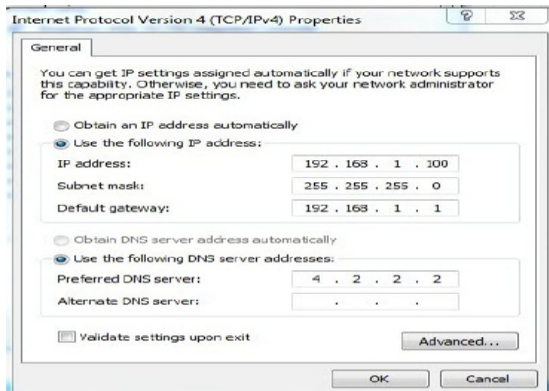 Internet Protocol Version 4 (TCP/IPv4) Properties
General
You can get IP settings assigned automatically if your network supports
this capability. Otherwise, you need to ask your network administrator
for the appropriate IP settings.
Obtain an IP address automatically
Use the following IP address:
IP address: 192 . 168 . 1 . 100
Subnet mask: 255 . 255 . 255 . 0
Default gateway: 192 . 168 . 1 . 1
Obtain DNS server address automatically
Use the following DNS server addresses:
Preferred DNS server: 4 . 2 . 2 . 2
Alternate DNS server: . . .
Validate settings upon exit
Advanced...
OK Cancel